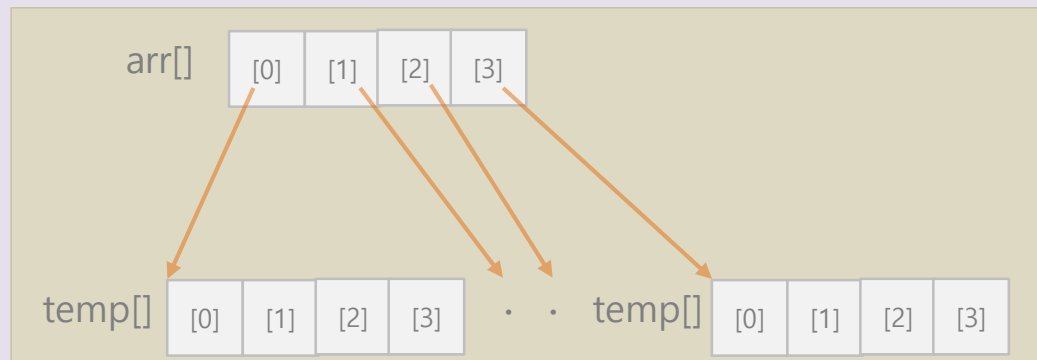 arr[] [0] [1] [2] [3]
temp[] [0] [1] [2] [3] · · temp[] [0] [1] [2] [3]